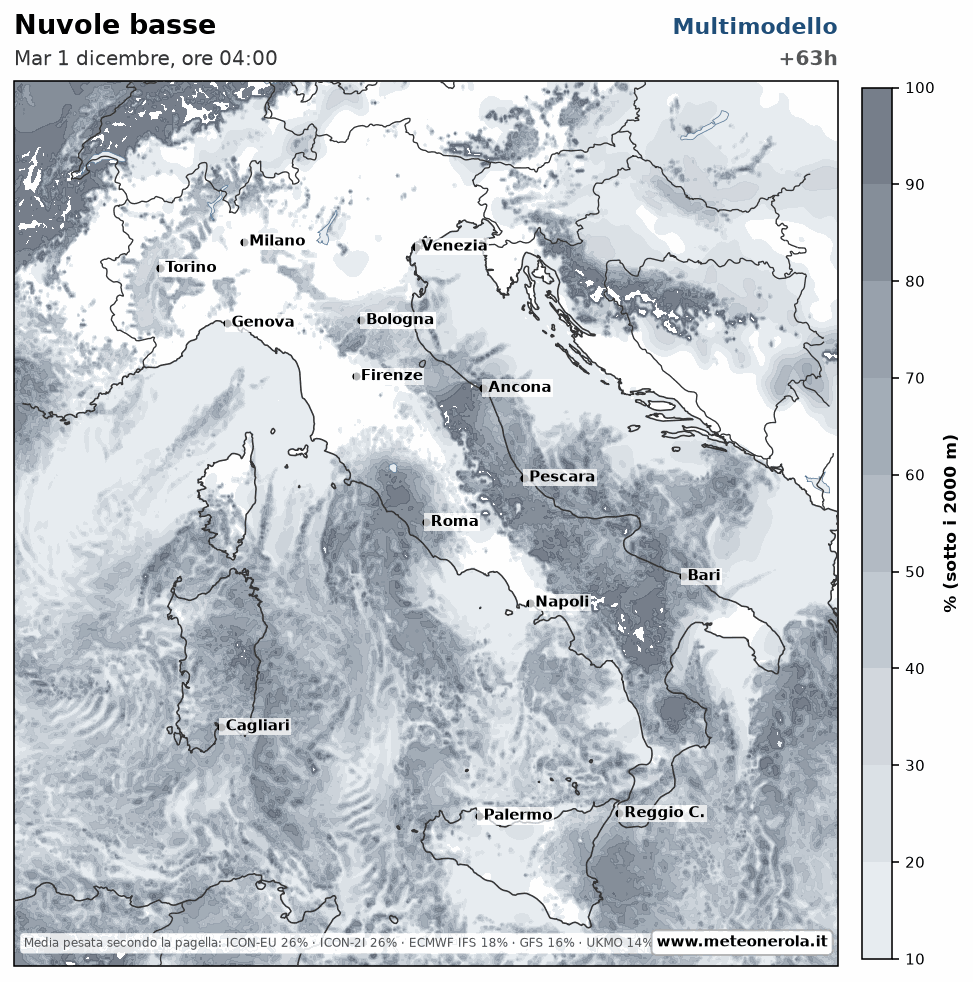 Nuvole basse
Multimodello
Mar 1 dicembre, ore 04:00
+63h
100
90
80
70
60
50
40
30
20
10
% (sotto i 2000 m)
Milano
Venezia
Torino
Genova
Bologna
Firenze
Ancona
Pescara
Roma
Bari
Napoli
Cagliari
Palermo
Reggio C.
Media pesata secondo la pagella: ICON-EU 26% · ICON-2I 26% · ECMWF IFS 18% · GFS 16% · UKMO 14%
www.meteonerola.it